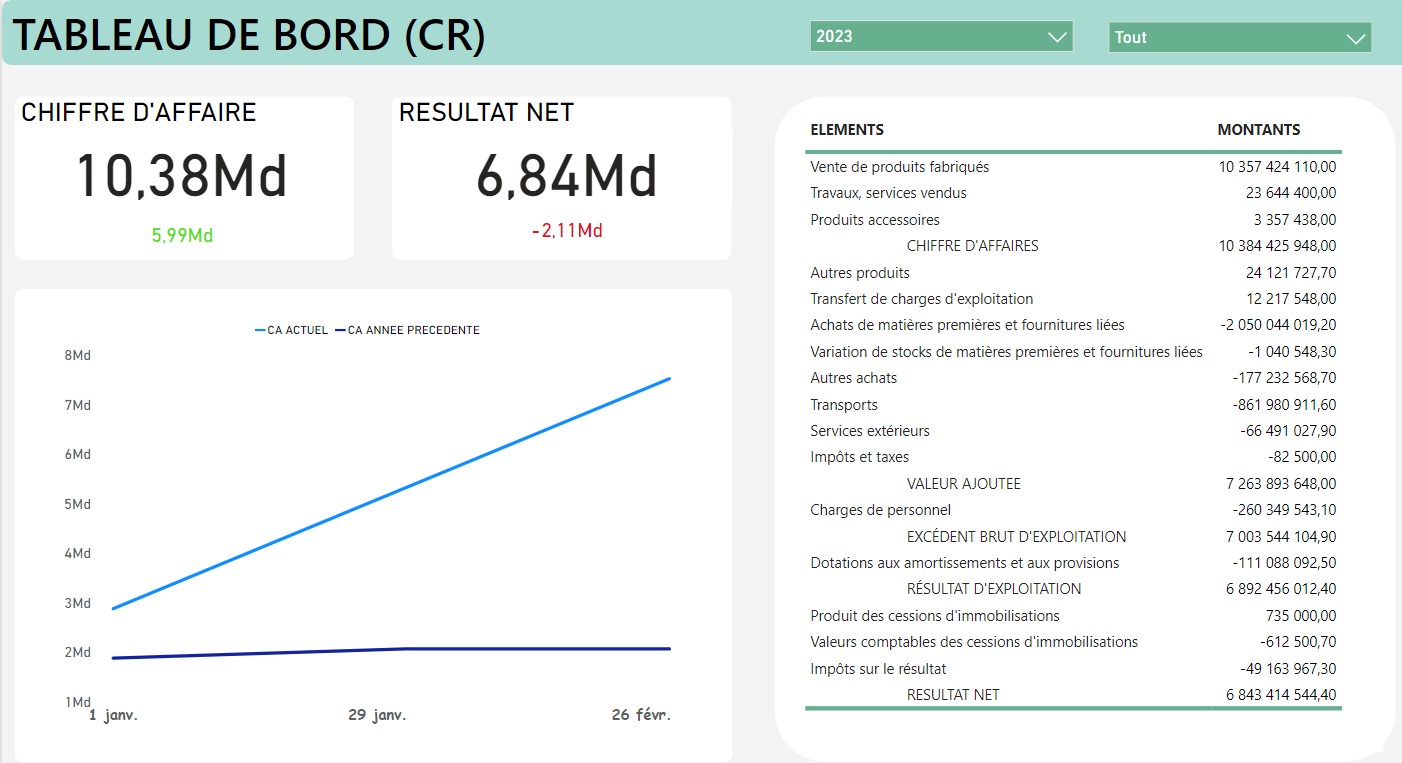 TABLEAU DE BORD (CR)
2023
Tout
CHIFFRE D'AFFAIRE
10,38Md
5,99Md
RESULTAT NET
6,84Md
-2,11Md
CA ACTUEL CA ANNEE PRECEDENTE
8Md
7Md
6Md
5Md
4Md
3Md
2Md
1Md
1 janv. 29 janv. 26 févr.
ELEMENTS MONTANTS
Vente de produits fabriqués 10 357 424 110,00
Travaux, services vendus 23 644 400,00
Produits accessoires 3 357 438,00
CHIFFRE D'AFFAIRES 10 384 425 948,00
Autres produits 24 121 727,70
Transfert de charges d'exploitation 12 217 548,00
Achats de matières premières et fournitures liées -2 050 044 019,20
Variation de stocks de matières premières et fournitures liées -1 040 548,30
Autres achats -177 232 568,70
Transports -861 980 911,60
Services extérieurs -66 491 027,90
Impôts et taxes -82 500,00
VALEUR AJOUTEE 7 263 893 648,00
Charges de personnel -260 349 543,10
EXCÉDENT BRUT D'EXPLOITATION 7 003 544 104,90
Dotations aux amortissements et aux provisions -111 088 092,50
RÉSULTAT D'EXPLOITATION 6 892 456 012,40
Produit des cessions d'immobilisations 735 000,00
Valeurs comptables des cessions d'immobilisations -612 500,70
Impôts sur le résultat -49 163 967,30
RESULTAT NET 6 843 414 544,40